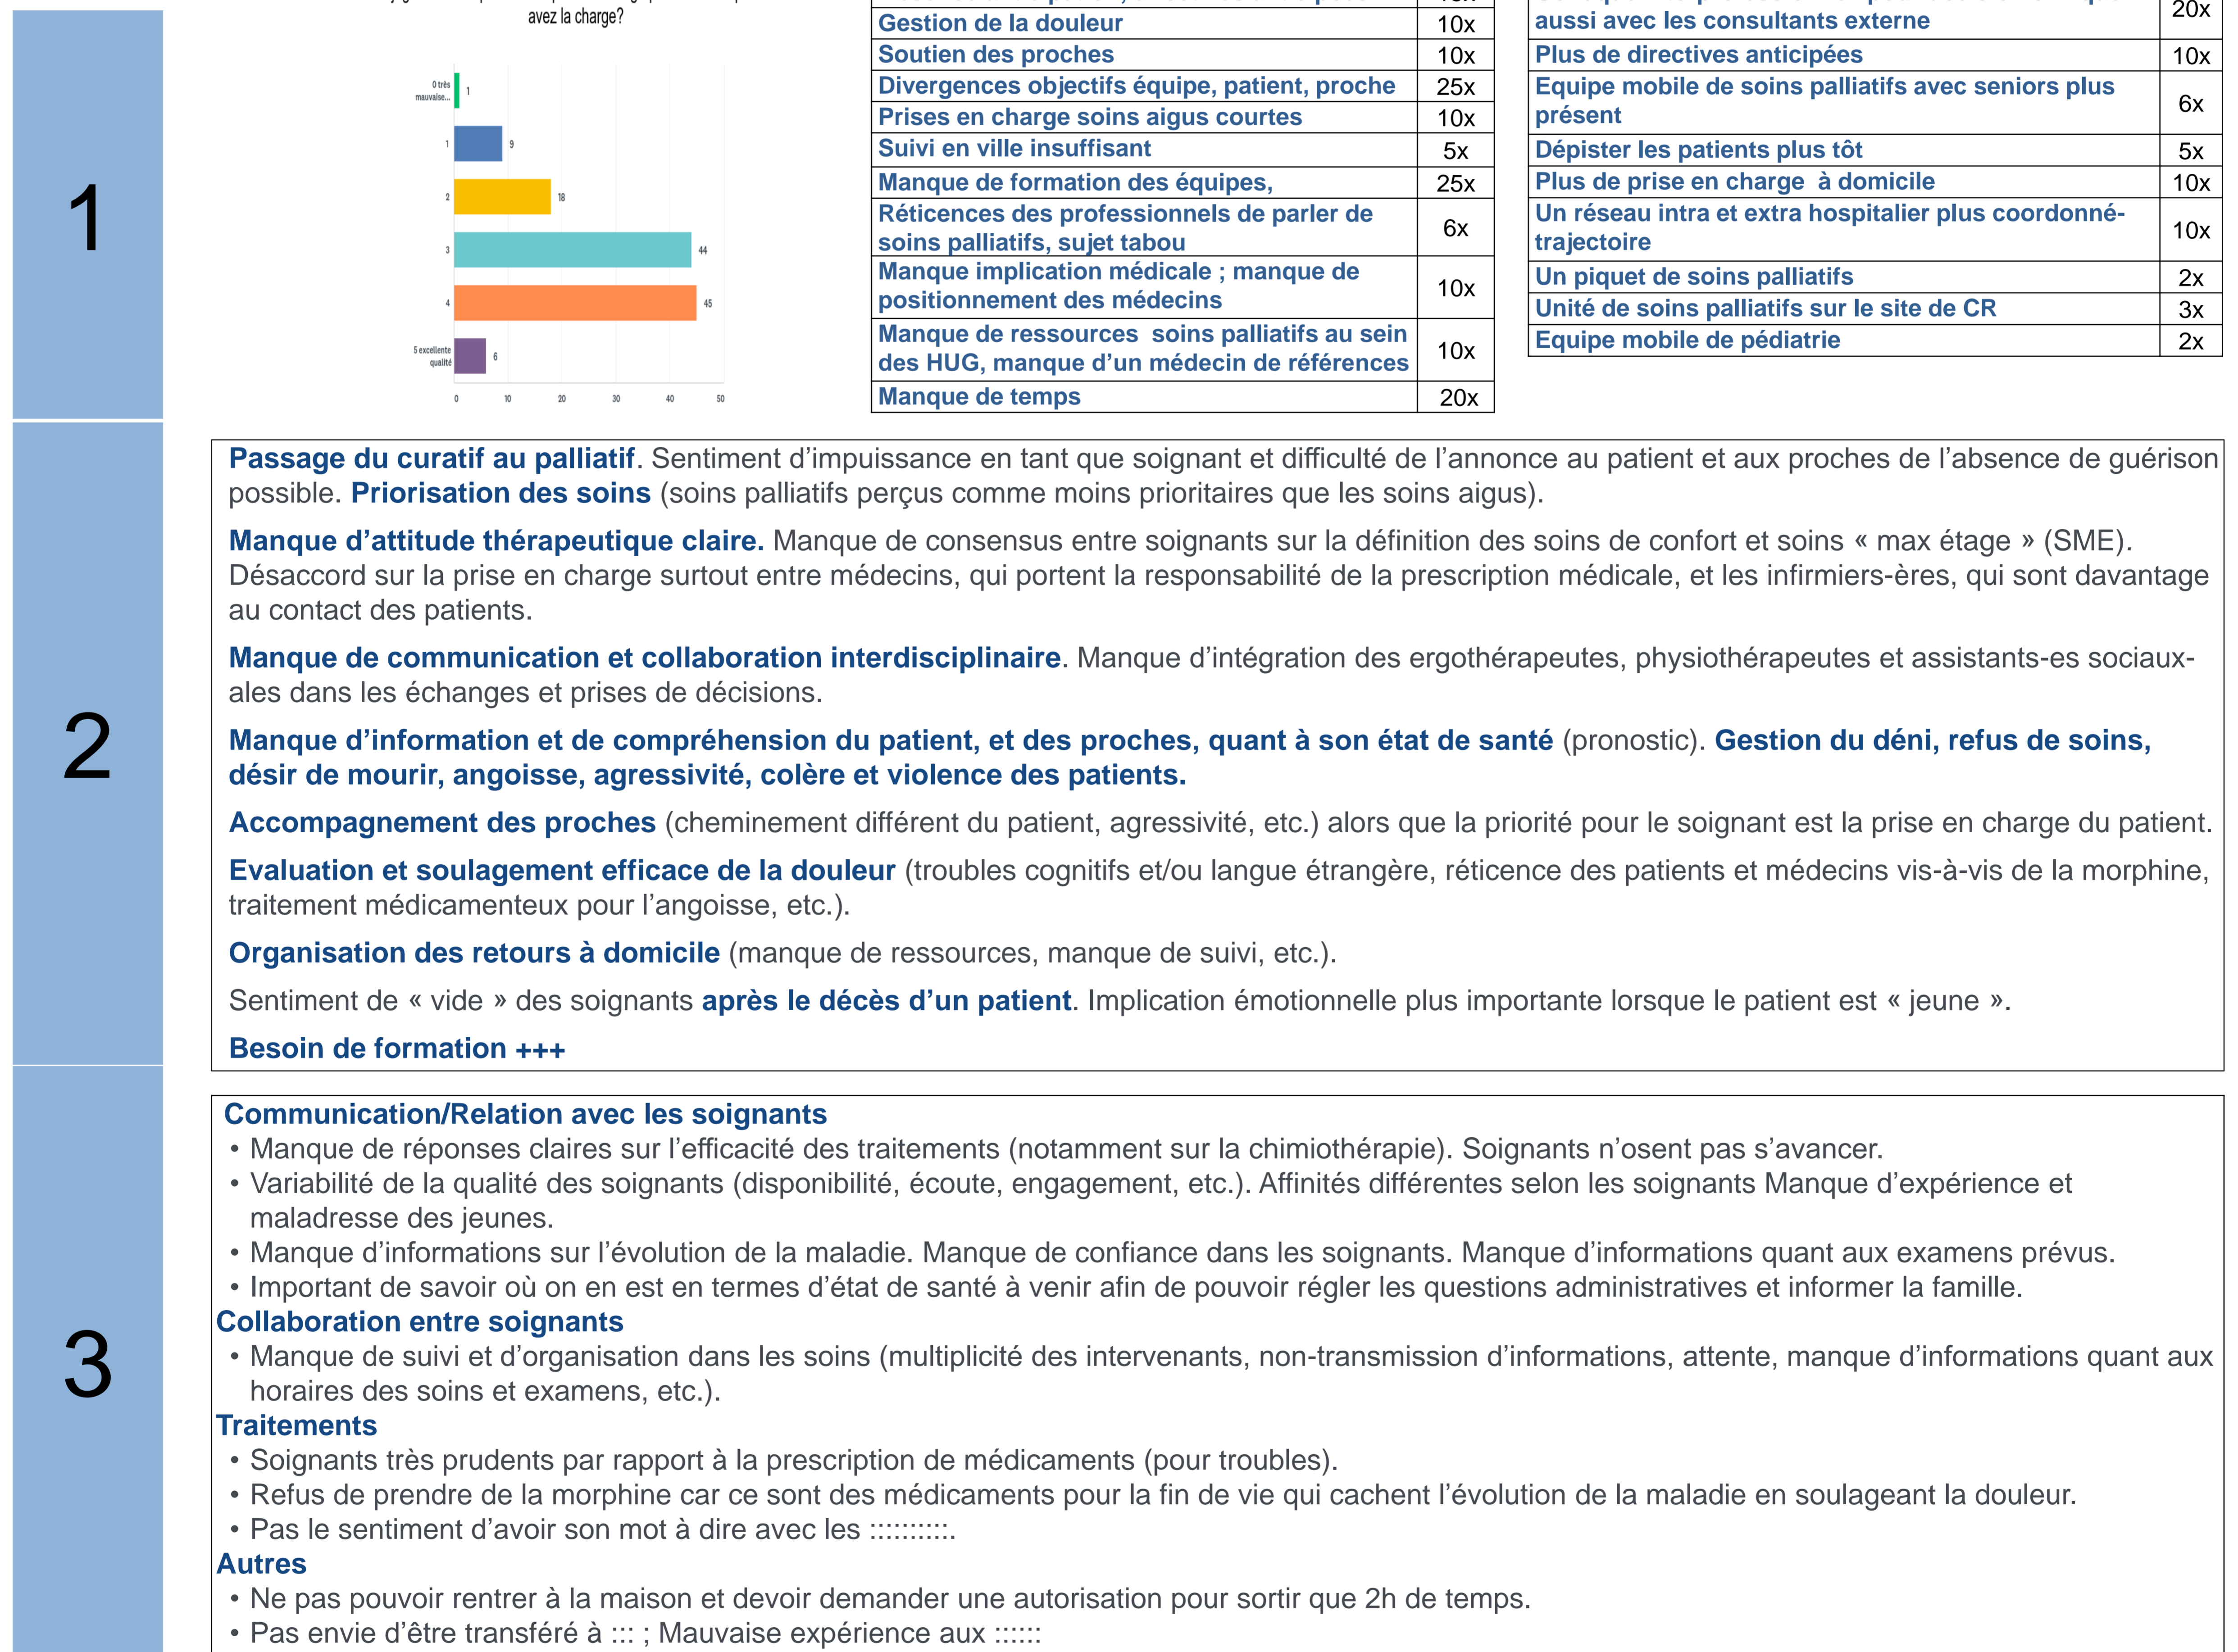 1
avez la charge?
0 très
mauvaise...
1
1
9
2
18
3
44
4
45
5 excellente
qualité
6
0 10 20 30 40 50
Gestion de la douleur 10x
Soutien des proches 10x
Divergences objectifs équipe, patient, proche 25x
Prises en charge soins aigus courtes 10x
Suivi en ville insuffisant 5x
Manque de formation des équipes, 25x
Réticences des professionnels de parler de
soins palliatifs, sujet tabou 6x
Manque implication médicale ; manque de
positionnement des médecins 10x
Manque de ressources  soins palliatifs au sein
des HUG, manque d’un médecin de références 10x
Manque de temps 20x
aussi avec les consultants externe 20x
Plus de directives anticipées 10x
Equipe mobile de soins palliatifs avec seniors plus
présent 6x
Dépister les patients plus tôt 5x
Plus de prise en charge  à domicile 10x
Un réseau intra et extra hospitalier plus coordonné-
trajectoire 10x
Un piquet de soins palliatifs 2x
Unité de soins palliatifs sur le site de CR 3x
Equipe mobile de pédiatrie 2x
2
Passage du curatif au palliatif. Sentiment d’impuissance en tant que soignant et difficulté de l’annonce au patient et aux proches de l’absence de guérison
possible. Priorisation des soins (soins palliatifs perçus comme moins prioritaires que les soins aigus).
Manque d’attitude thérapeutique claire. Manque de consensus entre soignants sur la définition des soins de confort et soins « max étage » (SME).
Désaccord sur la prise en charge surtout entre médecins, qui portent la responsabilité de la prescription médicale, et les infirmiers-ères, qui sont davantage
au contact des patients.
Manque de communication et collaboration interdisciplinaire. Manque d’intégration des ergothérapeutes, physiothérapeutes et assistants-es sociaux-
ales dans les échanges et prises de décisions.
Manque d’information et de compréhension du patient, et des proches, quant à son état de santé (pronostic). Gestion du déni, refus de soins,
désir de mourir, angoisse, agressivité, colère et violence des patients.
Accompagnement des proches (cheminement différent du patient, agressivité, etc.) alors que la priorité pour le soignant est la prise en charge du patient.
Evaluation et soulagement efficace de la douleur (troubles cognitifs et/ou langue étrangère, réticence des patients et médecins vis-à-vis de la morphine,
traitement médicamenteux pour l’angoisse, etc.).
Organisation des retours à domicile (manque de ressources, manque de suivi, etc.).
Sentiment de « vide » des soignants après le décès d’un patient. Implication émotionnelle plus importante lorsque le patient est « jeune ».
Besoin de formation +++
3
Communication/Relation avec les soignants
• Manque de réponses claires sur l’efficacité des traitements (notamment sur la chimiothérapie). Soignants n’osent pas s’avancer.
• Variabilité de la qualité des soignants (disponibilité, écoute, engagement, etc.). Affinités différentes selon les soignants Manque d’expérience et
maladresse des jeunes.
• Manque d’informations sur l’évolution de la maladie. Manque de confiance dans les soignants. Manque d’informations quant aux examens prévus.
• Important de savoir où on en est en termes d’état de santé à venir afin de pouvoir régler les questions administratives et informer la famille.
Collaboration entre soignants
• Manque de suivi et d’organisation dans les soins (multiplicité des intervenants, non-transmission d’informations, attente, manque d’informations quant aux
horaires des soins et examens, etc.).
Traitements
• Soignants très prudents par rapport à la prescription de médicaments (pour troubles).
• Refus de prendre de la morphine car ce sont des médicaments pour la fin de vie qui cachent l’évolution de la maladie en soulageant la douleur.
• Pas le sentiment d’avoir son mot à dire avec les ::::::::::.
Autres
• Ne pas pouvoir rentrer à la maison et devoir demander une autorisation pour sortir que 2h de temps.
• Pas envie d’être transféré à ::: ; Mauvaise expérience aux ::::::